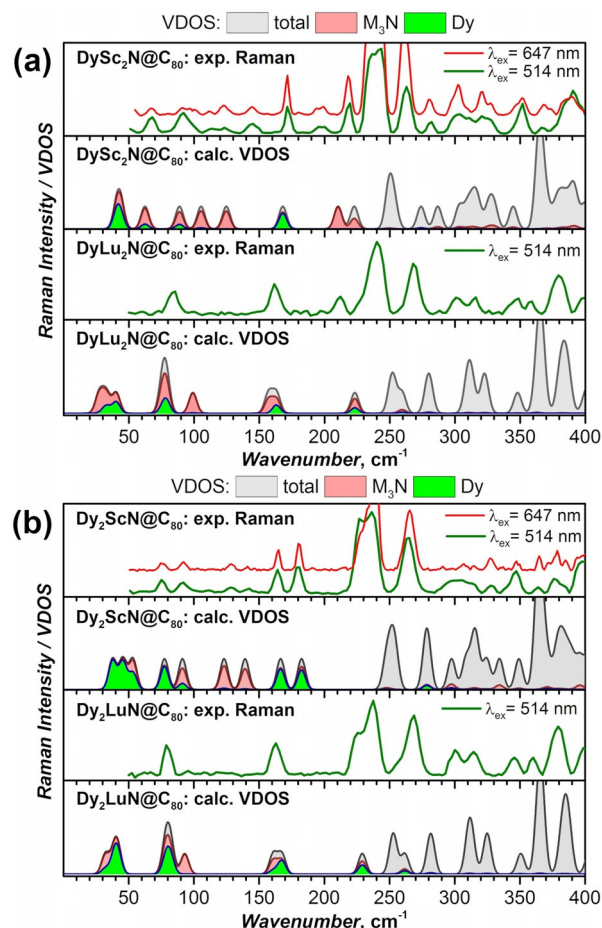 VDOS: total M₃N Dy
(a)
DySc₂N@C₈₀: exp. Raman
λₑₓ= 647 nm
λₑₓ= 514 nm
DySc₂N@C₈₀: calc. VDOS
DyLu₂N@C₈₀: exp. Raman
λₑₓ= 514 nm
DyLu₂N@C₈₀: calc. VDOS
Raman Intensity / VDOS
50 100 150 200 250 300 350 400
Wavenumber, cm⁻¹
VDOS: total M₃N Dy
(b)
Dy₂ScN@C₈₀: exp. Raman
λₑₓ= 647 nm
λₑₓ= 514 nm
Dy₂ScN@C₈₀: calc. VDOS
Dy₂LuN@C₈₀: exp. Raman
λₑₓ= 514 nm
Dy₂LuN@C₈₀: calc. VDOS
Raman Intensity / VDOS
50 100 150 200 250 300 350 400
Wavenumber, cm⁻¹